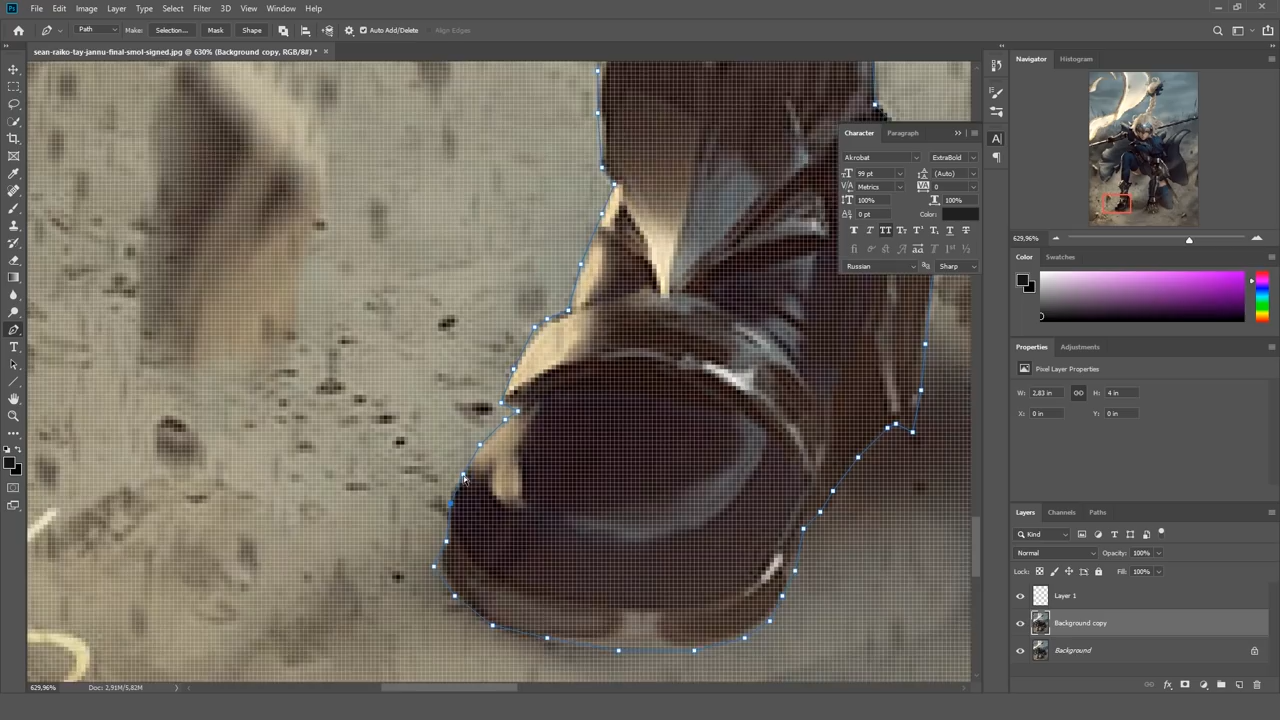 File Edit Image Layer Type Select Filter 3D View Window Help
Path Make: Selection... Mask Shape Auto Add/Delete Align Edges
sean-raiko-tay-jannu-final-smol-signed.jpg @ 630% (Background copy, RGB/8#) *
Navigator Histogram
629,96%
Character Paragraph
Akrobat ExtraBold
99 pt (Auto)
Metrics 0
100% 100%
0 pt Color:
Russian Sharp
Color Swatches
Properties Adjustments
Pixel Layer Properties
W: 2,83 in H: 4 in
X: 0 in Y: 0 in
Layers Channels Paths
Kind
Normal Opacity: 100%
Lock: Fill: 100%
Layer 1
Background copy
Background
629,96% Doc: 2,91M/5,82M